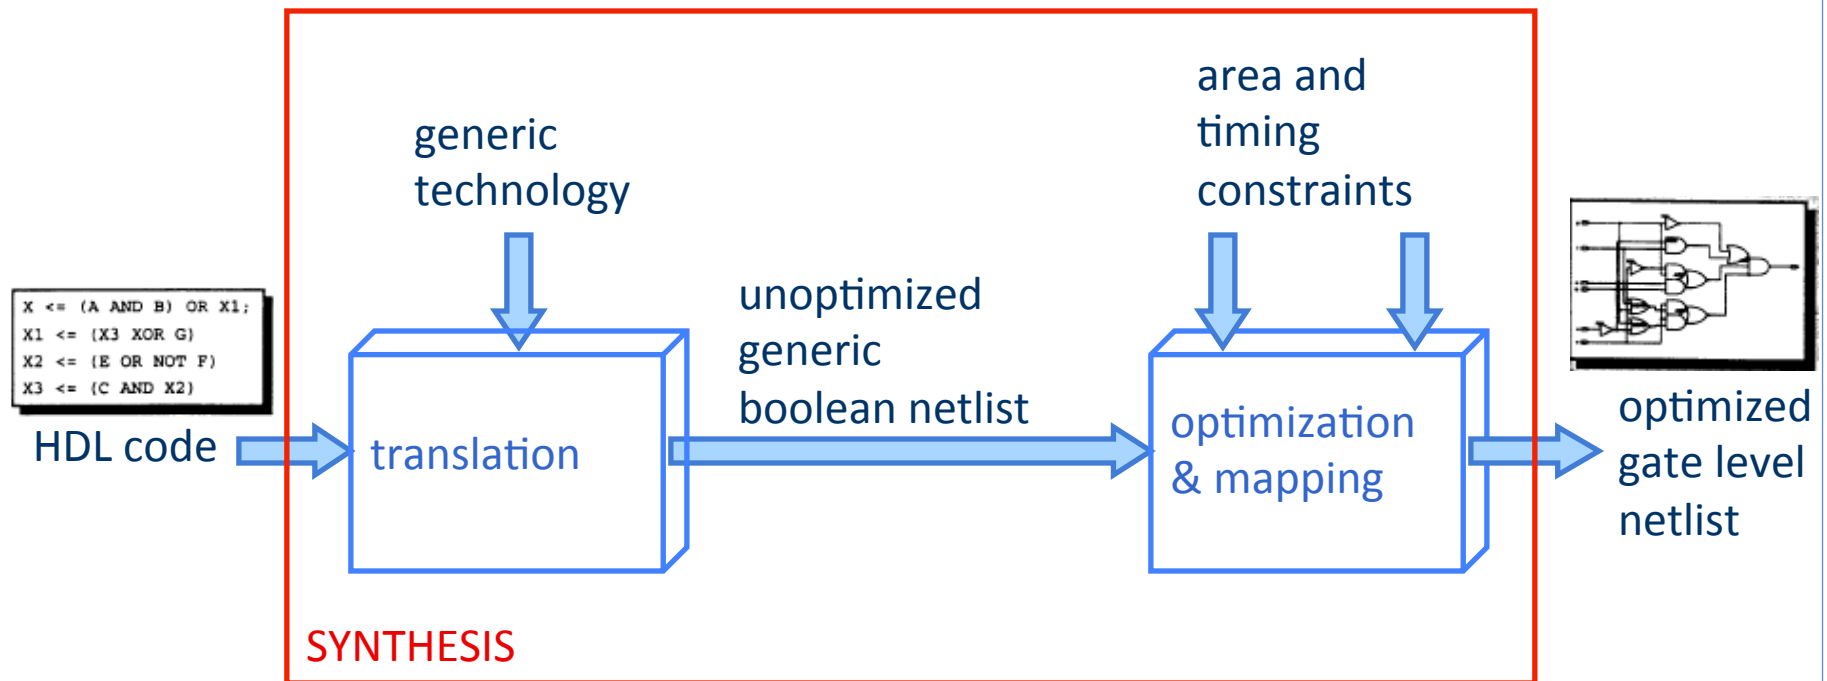 area and
timing
constraints
generic
technology
unoptimized
generic
boolean netlist
X <= (A AND B) OR X1;
X1 <= (X3 XOR G)
X2 <= (E OR NOT F)
X3 <= (C AND X2)
HDL code
translation
optimization
& mapping
optimized
gate level
netlist
SYNTHESIS